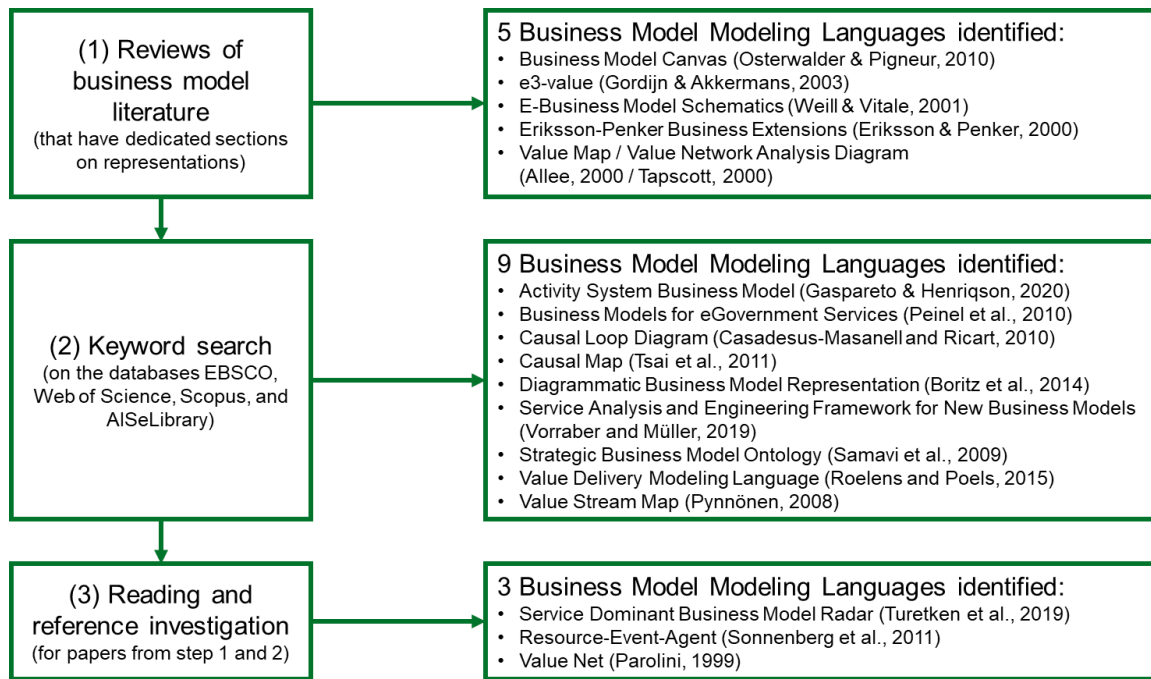 (1) Reviews of
business model
literature
(that have dedicated sections
on representations)
5 Business Model Modeling Languages identified:
• Business Model Canvas (Osterwalder & Pigneur, 2010)
• e3-value (Gordijn & Akkermans, 2003)
• E-Business Model Schematics (Weill & Vitale, 2001)
• Eriksson-Penker Business Extensions (Eriksson & Penker, 2000)
• Value Map / Value Network Analysis Diagram
(Allee, 2000 / Tapscott, 2000)
(2) Keyword search
(on the databases EBSCO,
Web of Science, Scopus, and
AISeLibrary)
9 Business Model Modeling Languages identified:
• Activity System Business Model (Gaspareto & Henriqson, 2020)
• Business Models for eGovernment Services (Peinel et al., 2010)
• Causal Loop Diagram (Casadesus-Masanell and Ricart, 2010)
• Causal Map (Tsai et al., 2011)
• Diagrammatic Business Model Representation (Boritz et al., 2014)
• Service Analysis and Engineering Framework for New Business Models
(Vorraber and Müller, 2019)
• Strategic Business Model Ontology (Samavi et al., 2009)
• Value Delivery Modeling Language (Roelens and Poels, 2015)
• Value Stream Map (Pynnönen, 2008)
(3) Reading and
reference investigation
(for papers from step 1 and 2)
3 Business Model Modeling Languages identified:
• Service Dominant Business Model Radar (Turetken et al., 2019)
• Resource-Event-Agent (Sonnenberg et al., 2011)
• Value Net (Parolini, 1999)